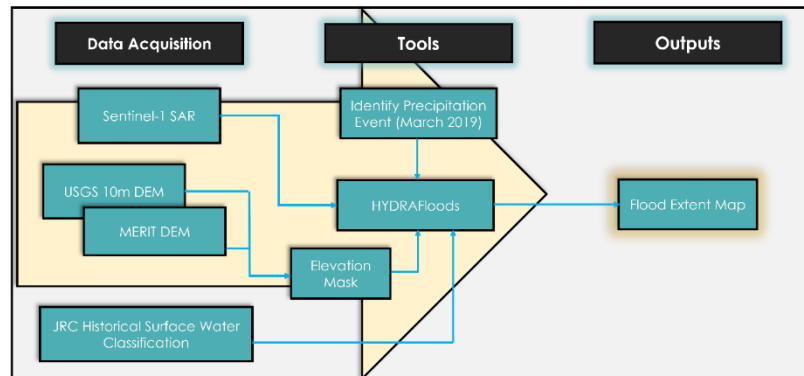 Data Acquisition
Tools
Outputs
Sentinel-1 SAR
Identify Precipitation
Event (March 2019)
USGS 10m DEM
MERIT DEM
HYDRAFloods
Flood Extent Map
Elevation
Mask
JRC Historical Surface Water
Classification